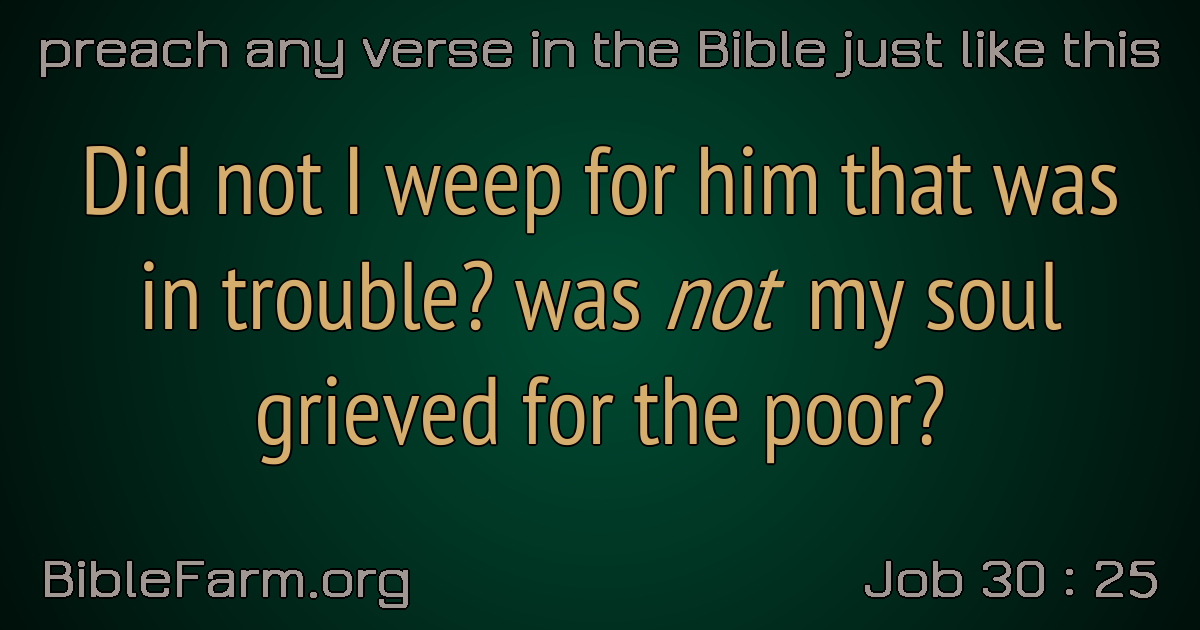 preach any verse in the Bible just like this
Did not I weep for him that was
in trouble? was not my soul
grieved for the poor?
BibleFarm.org
Job 30 : 25